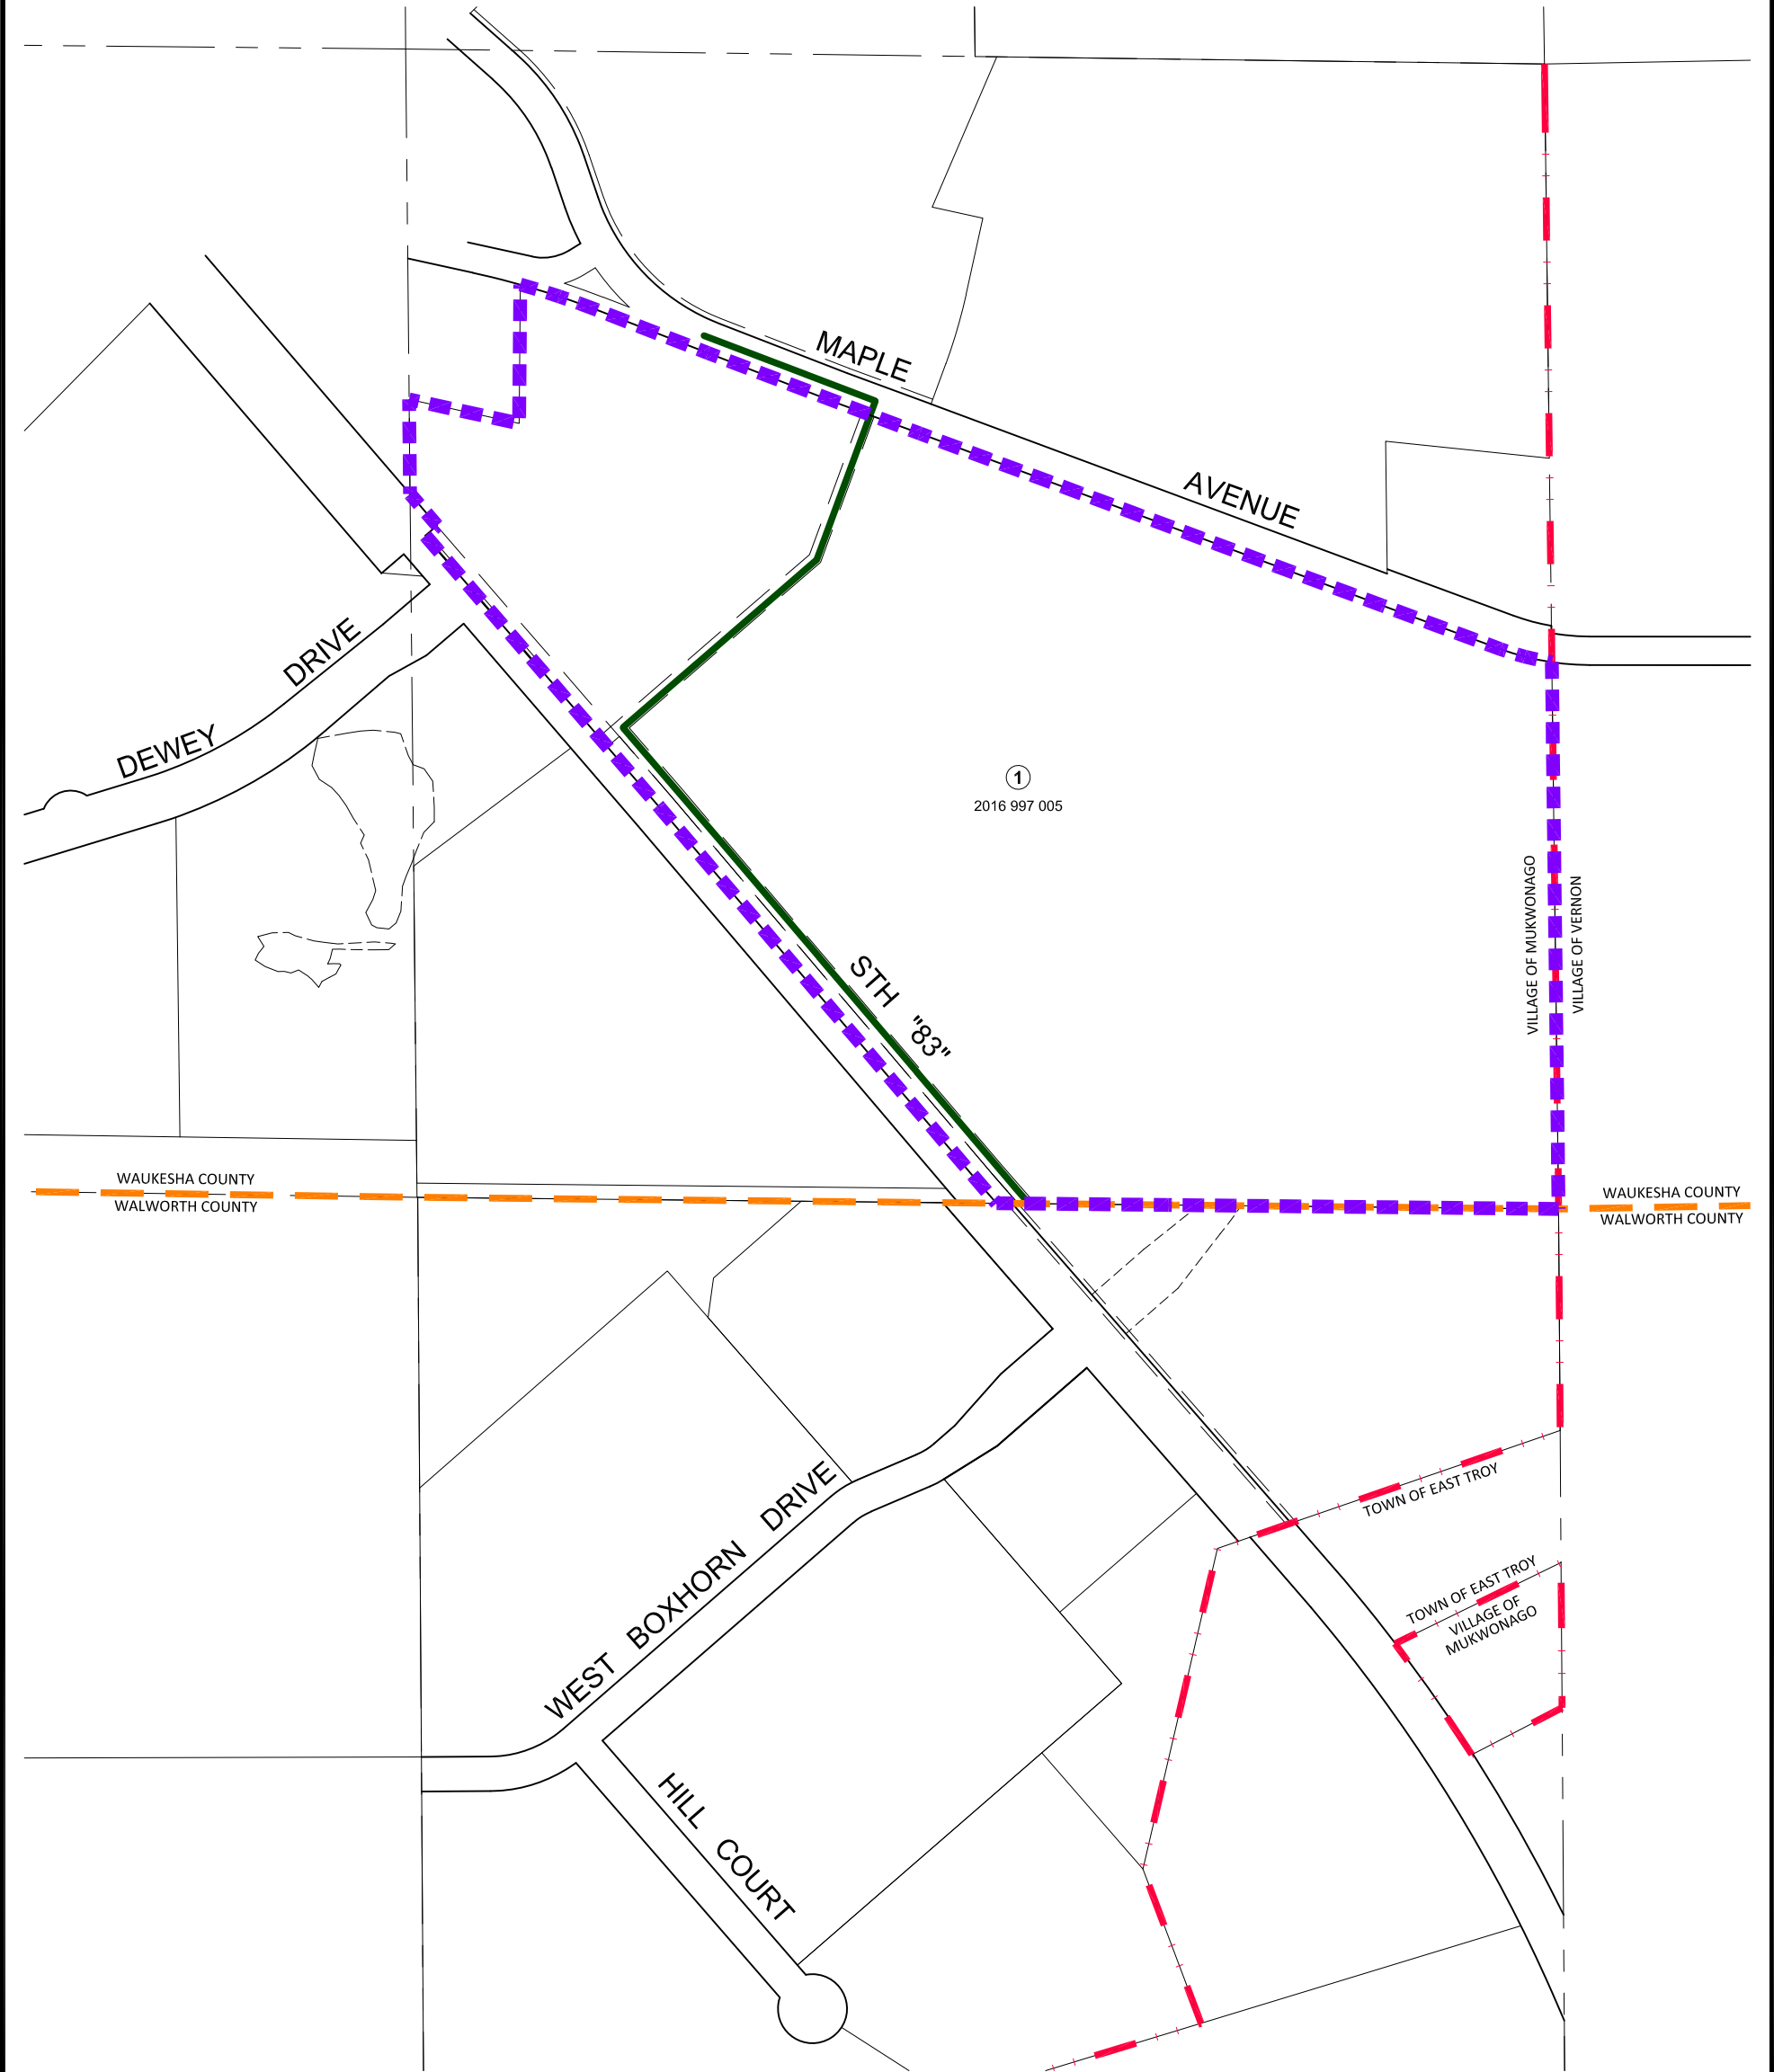 MAPLE
AVENUE
DEWEY
DRIVE
1
2016 997 005
STH "83"
VILLAGE OF MUKWONAGO
VILLAGE OF VERNON
WAUKESHA COUNTY
WALWORTH COUNTY
WAUKESHA COUNTY
WALWORTH COUNTY
TOWN OF EAST TROY
TOWN OF EAST TROY
VILLAGE OF
MUKWONAGO
WEST BOXHORN DRIVE
HILL COURT